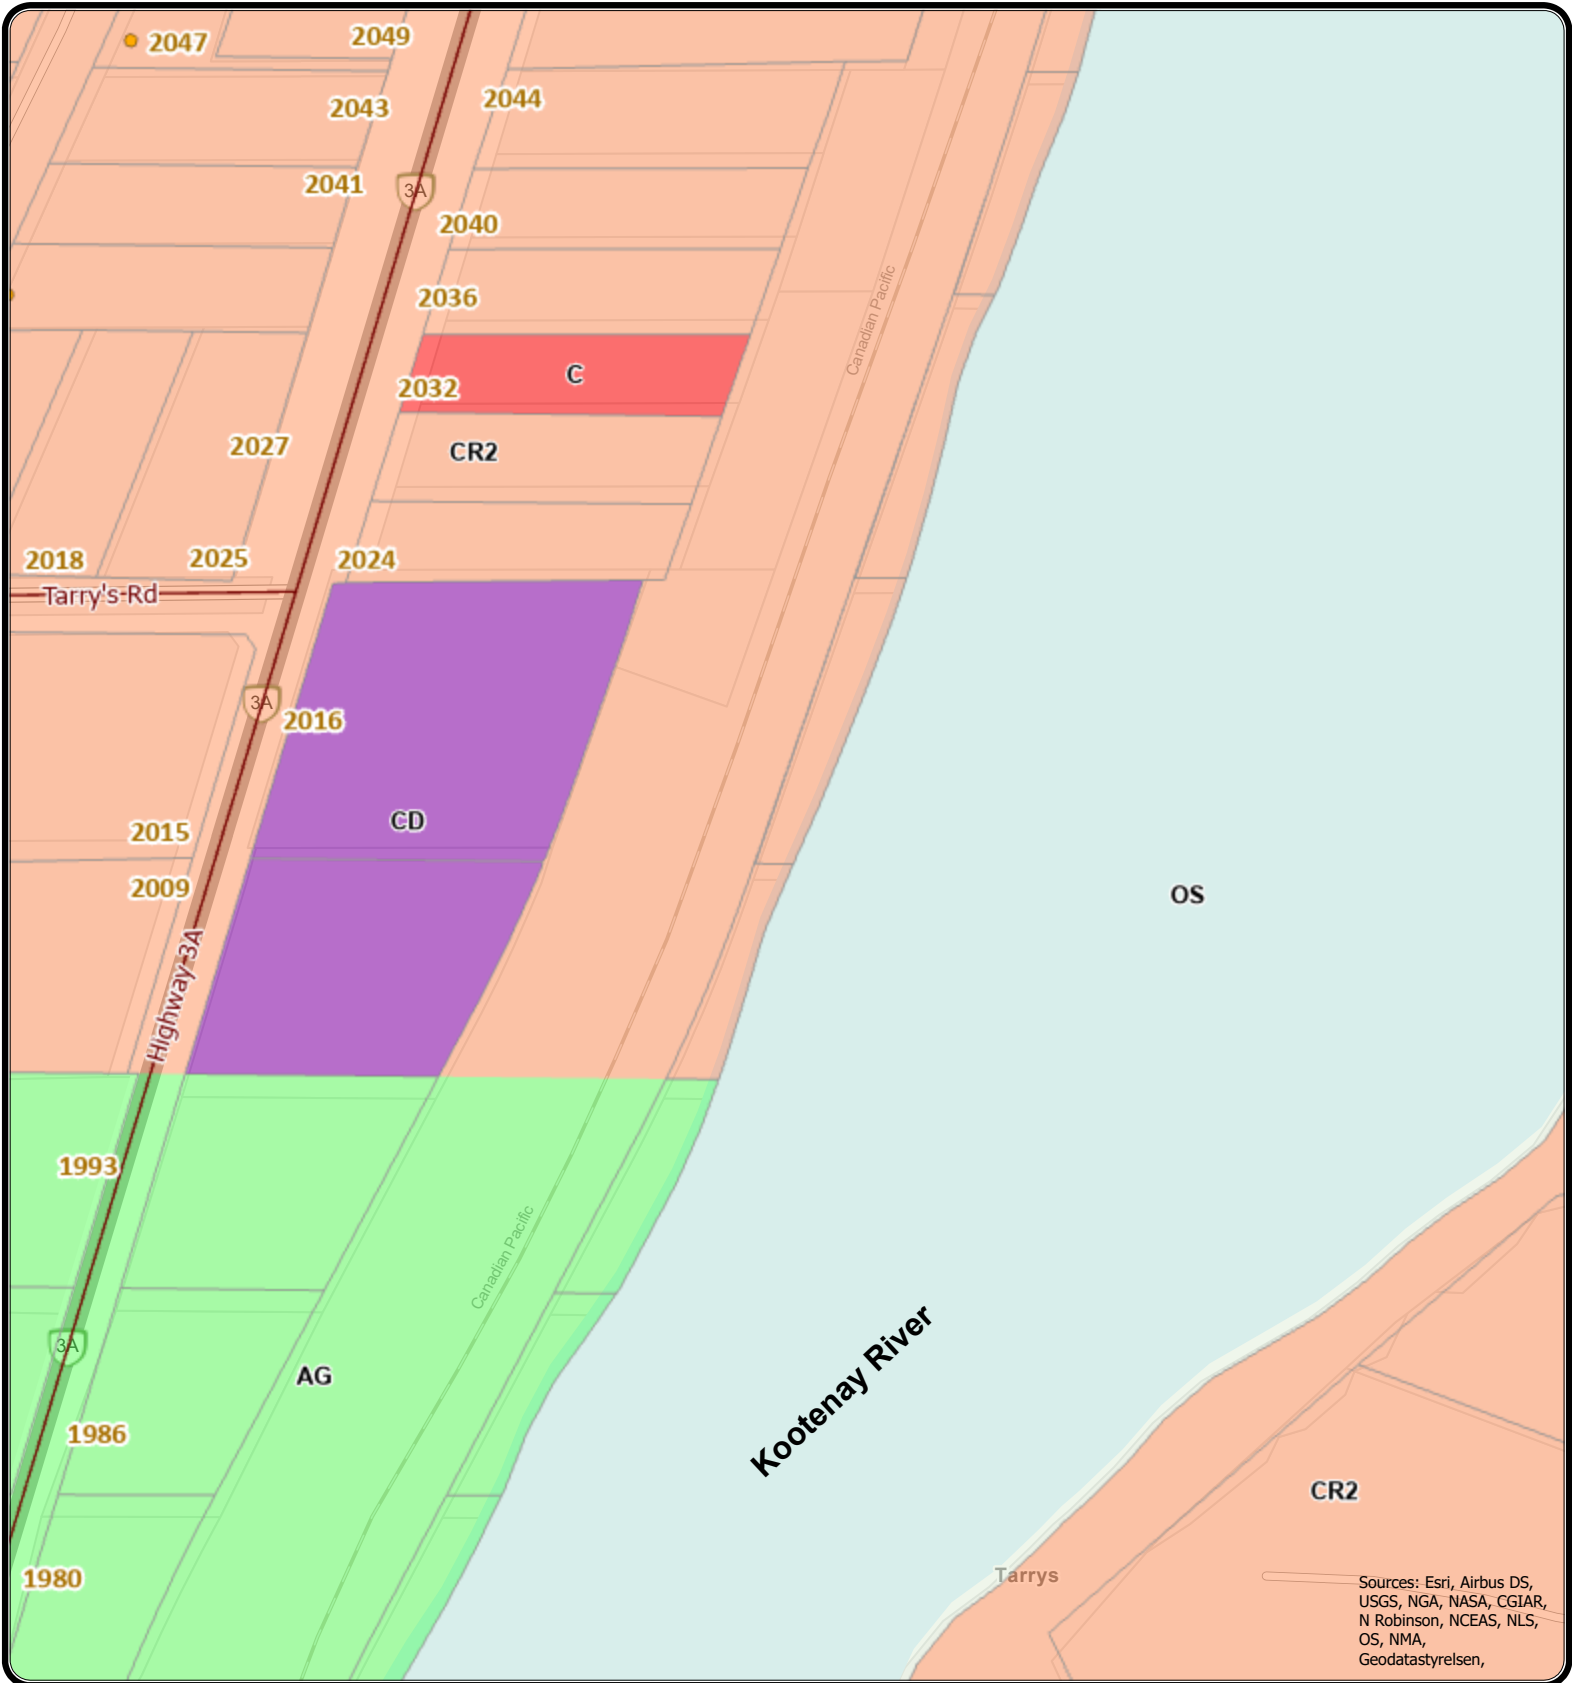 2047
2049
2043
2044
2041
3A
2040
2036
Canadian Pacific
C
2032
2027
CR2
2018
2025
2024
Tarry's Rd
3A
2016
CD
2015
2009
OS
Highway 3A
1993
Canadian Pacific
3A
AG
Kootenay River
1986
CR2
1980
Tarrys
Sources: Esri, Airbus DS,
USGS, NGA, NASA, CGIAR,
N Robinson, NCEAS, NLS,
OS, NMA,
Geodatastyrelsen,